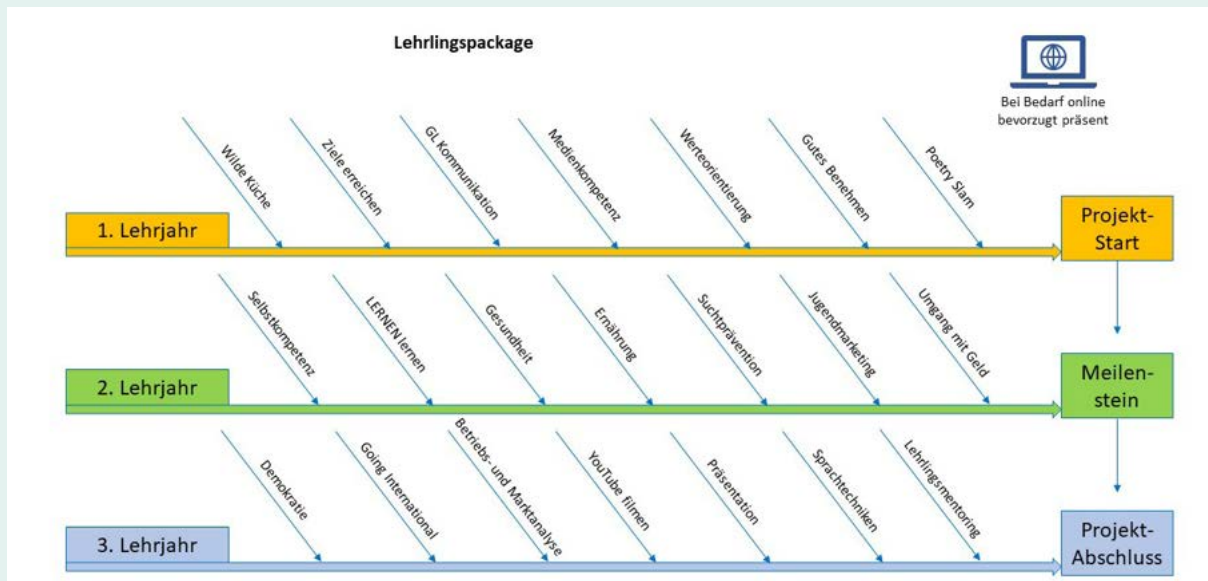 Lehrlingspackage
Bei Bedarf online
bevorzugt präsent
Wilde Küche
Ziele erreichen
GL Kommunikation
Medienkompetenz
Werteorientierung
Gutes Benehmen
Poetry Slam
1. Lehrjahr
Projekt-
Start
Selbstkompetenz
LERNEN lernen
Gesundheit
Ernährung
Suchtprävention
Jugendmarketing
Umgang mit Geld
2. Lehrjahr
Meilen-
stein
Demokratie
Going International
Betriebs- und Marktanalyse
YouTube filmen
Präsentation
Sprachtechniken
Lehrlingsmentoring
3. Lehrjahr
Projekt-
Abschluss